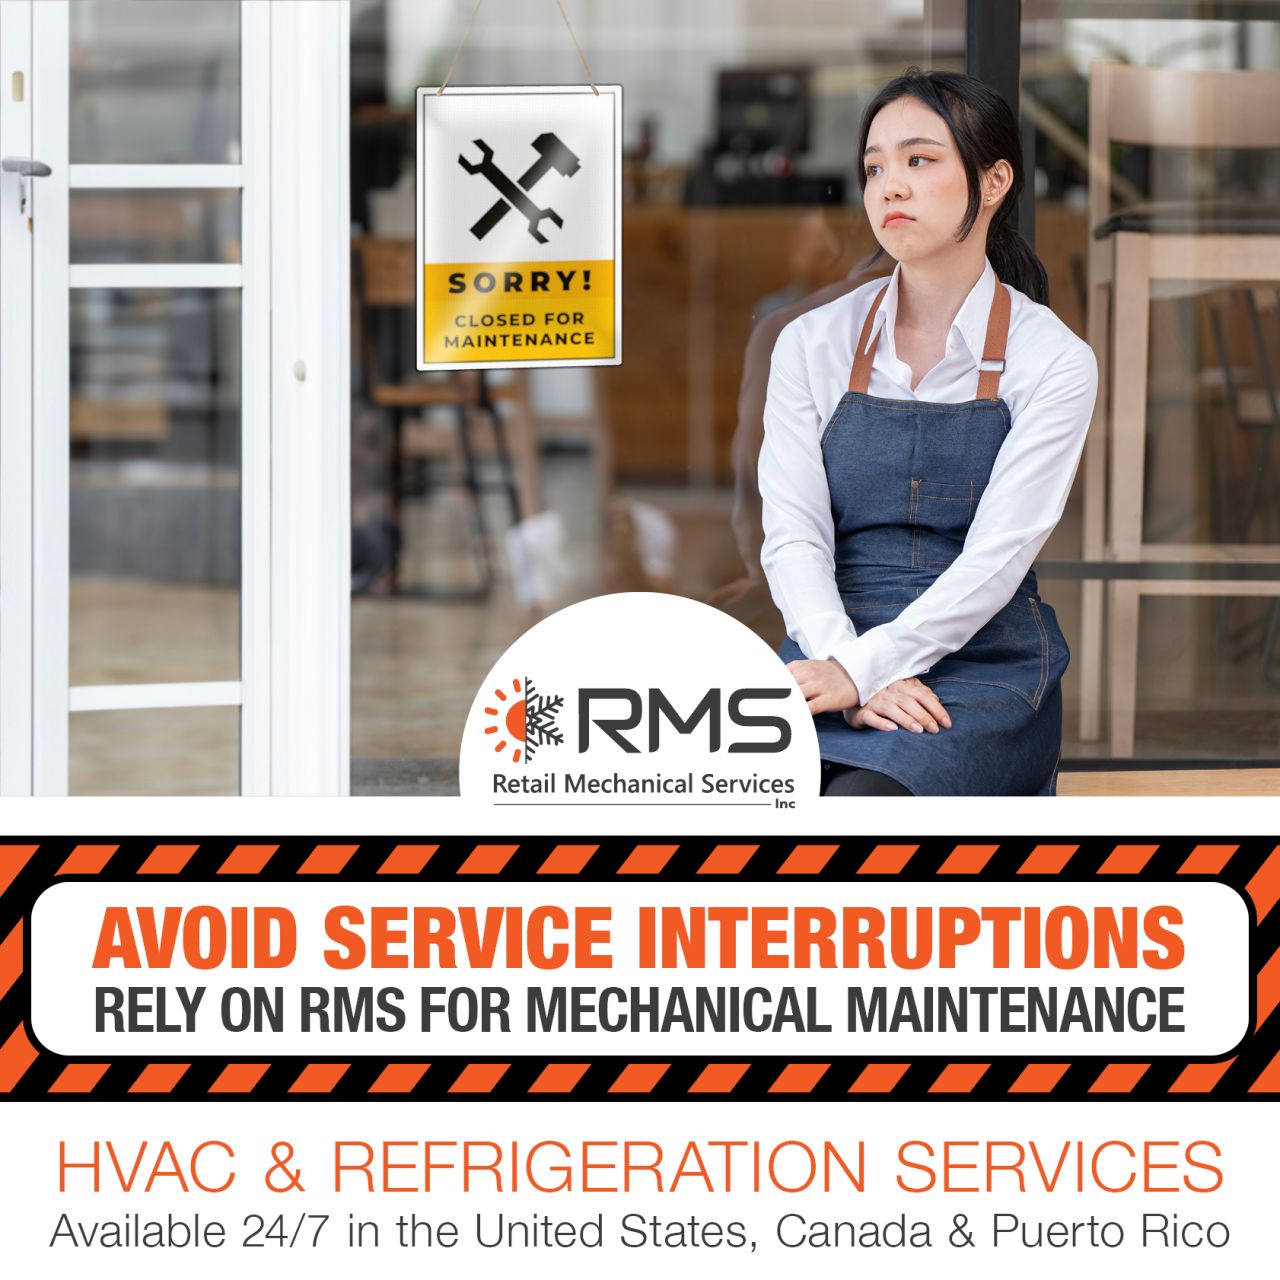 SORRY!
CLOSED FOR
MAINTENANCE
RMS
Retail Mechanical Services
Inc
AVOID SERVICE INTERRUPTIONS
RELY ON RMS FOR MECHANICAL MAINTENANCE
HVAC & REFRIGERATION SERVICES
Available 24/7 in the United States, Canada & Puerto Rico